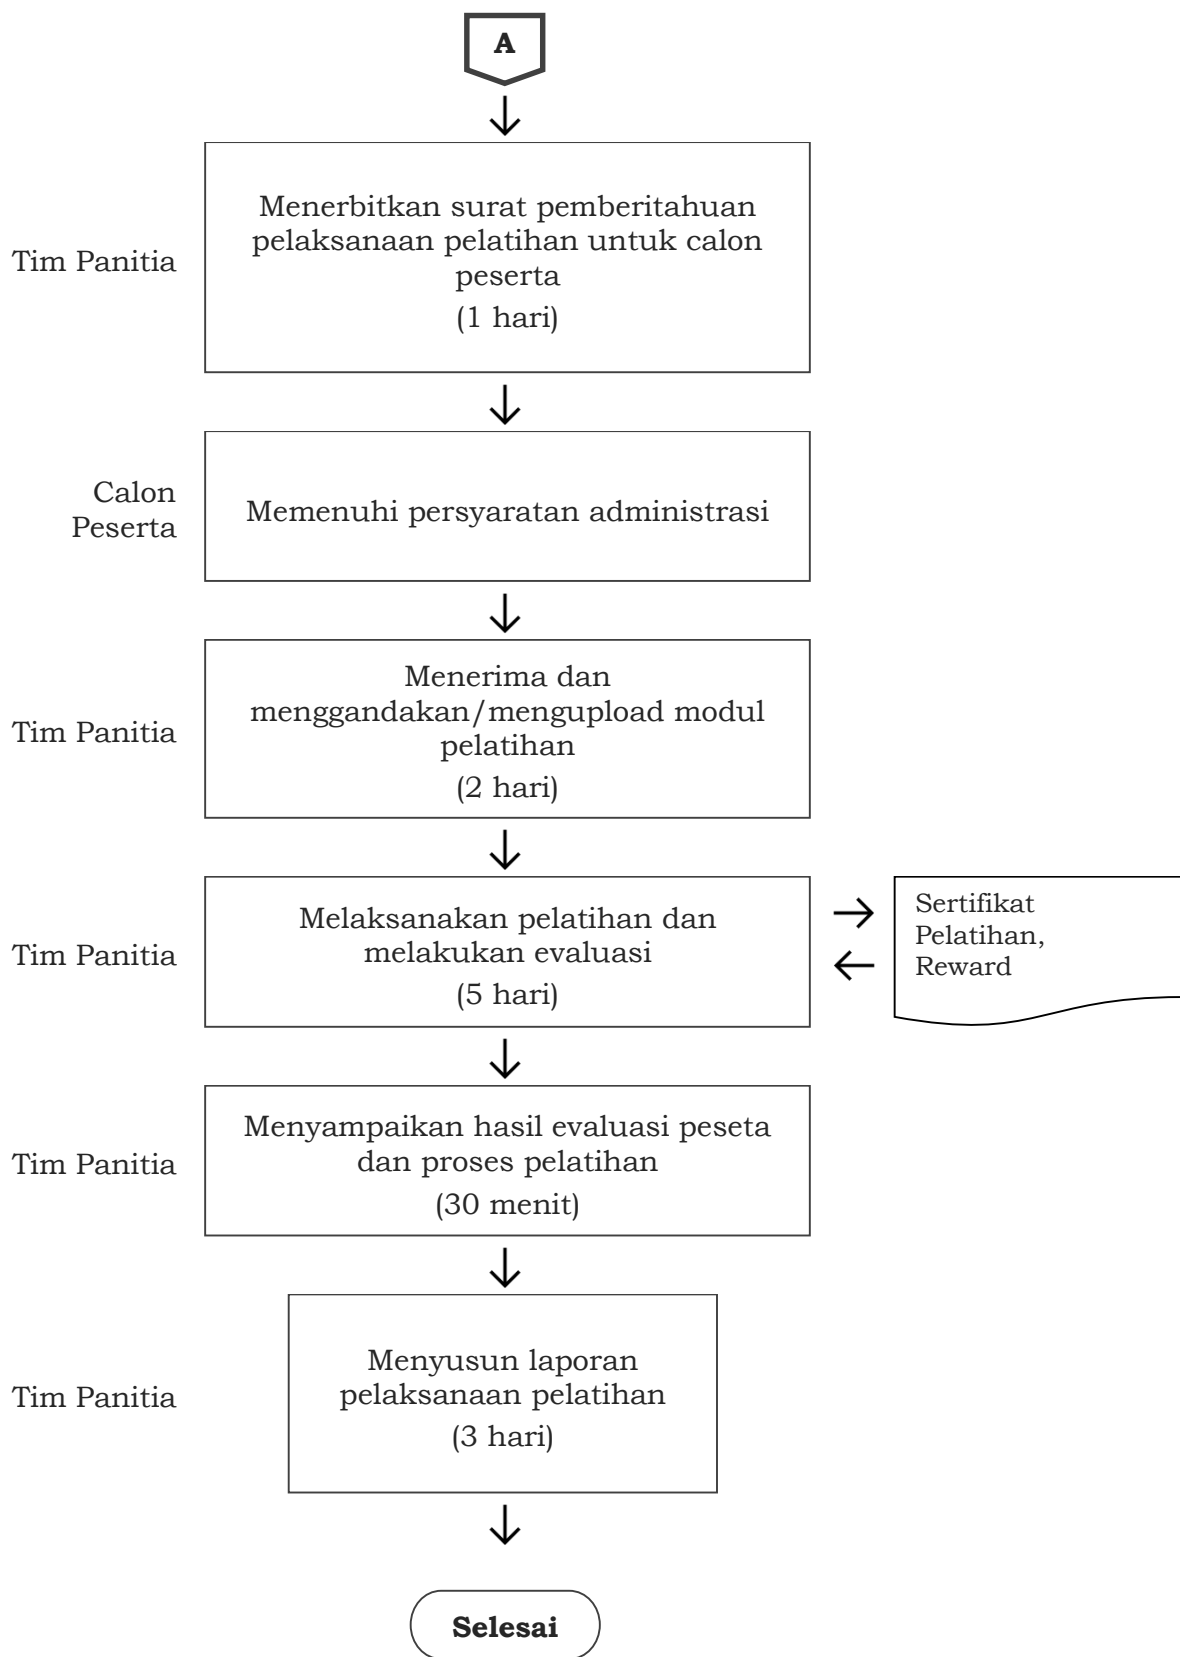 A
Menerbitkan surat pemberitahuan
pelaksanaan pelatihan untuk calon
peserta
(1 hari)
Tim Panitia
Calon
Peserta
Memenuhi persyaratan administrasi
Tim Panitia
Menerima dan
menggandakan/mengupload modul
pelatihan
(2 hari)
Tim Panitia
Melaksanakan pelatihan dan
melakukan evaluasi
(5 hari)
Sertifikat
Pelatihan,
Reward
Tim Panitia
Menyampaikan hasil evaluasi peseta
dan proses pelatihan
(30 menit)
Tim Panitia
Menyusun laporan
pelaksanaan pelatihan
(3 hari)
Selesai